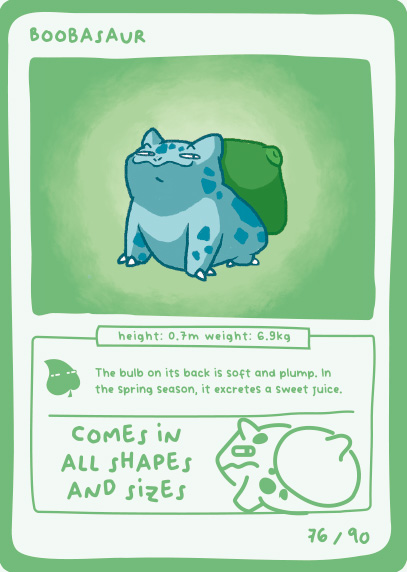 BOOBASAUR
height: 0.7m weight: 6.9kg
The bulb on its back is soft and plump. In
the spring season, it excretes a sweet juice.
COMES iN
ALL SHAPES
AND SiZES
76 / 90